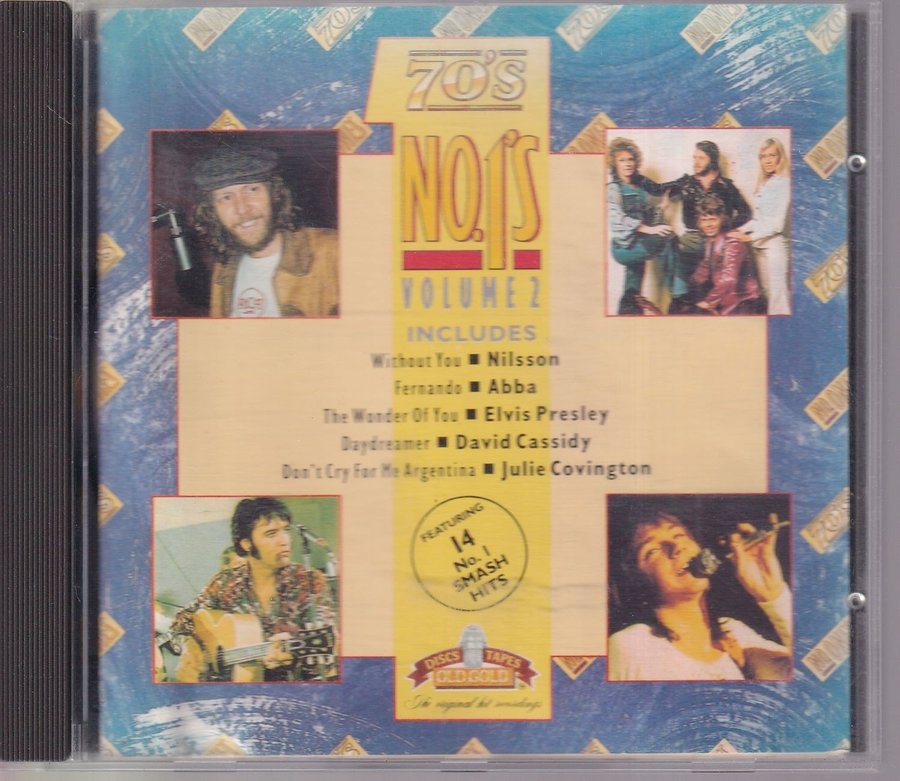 70's
NO.1'S
VOLUME 2
INCLUDES
Without You ■ Nilsson
Fernando ■ Abba
The Wonder Of You ■ Elvis Presley
Daydreamer ■ David Cassidy
Don't Cry For Me Argentina ■ Julie Covington
FEATURING
14
No. 1
SMASH
HITS
DISCS TAPES
OLD GOLD
The original hit recordings